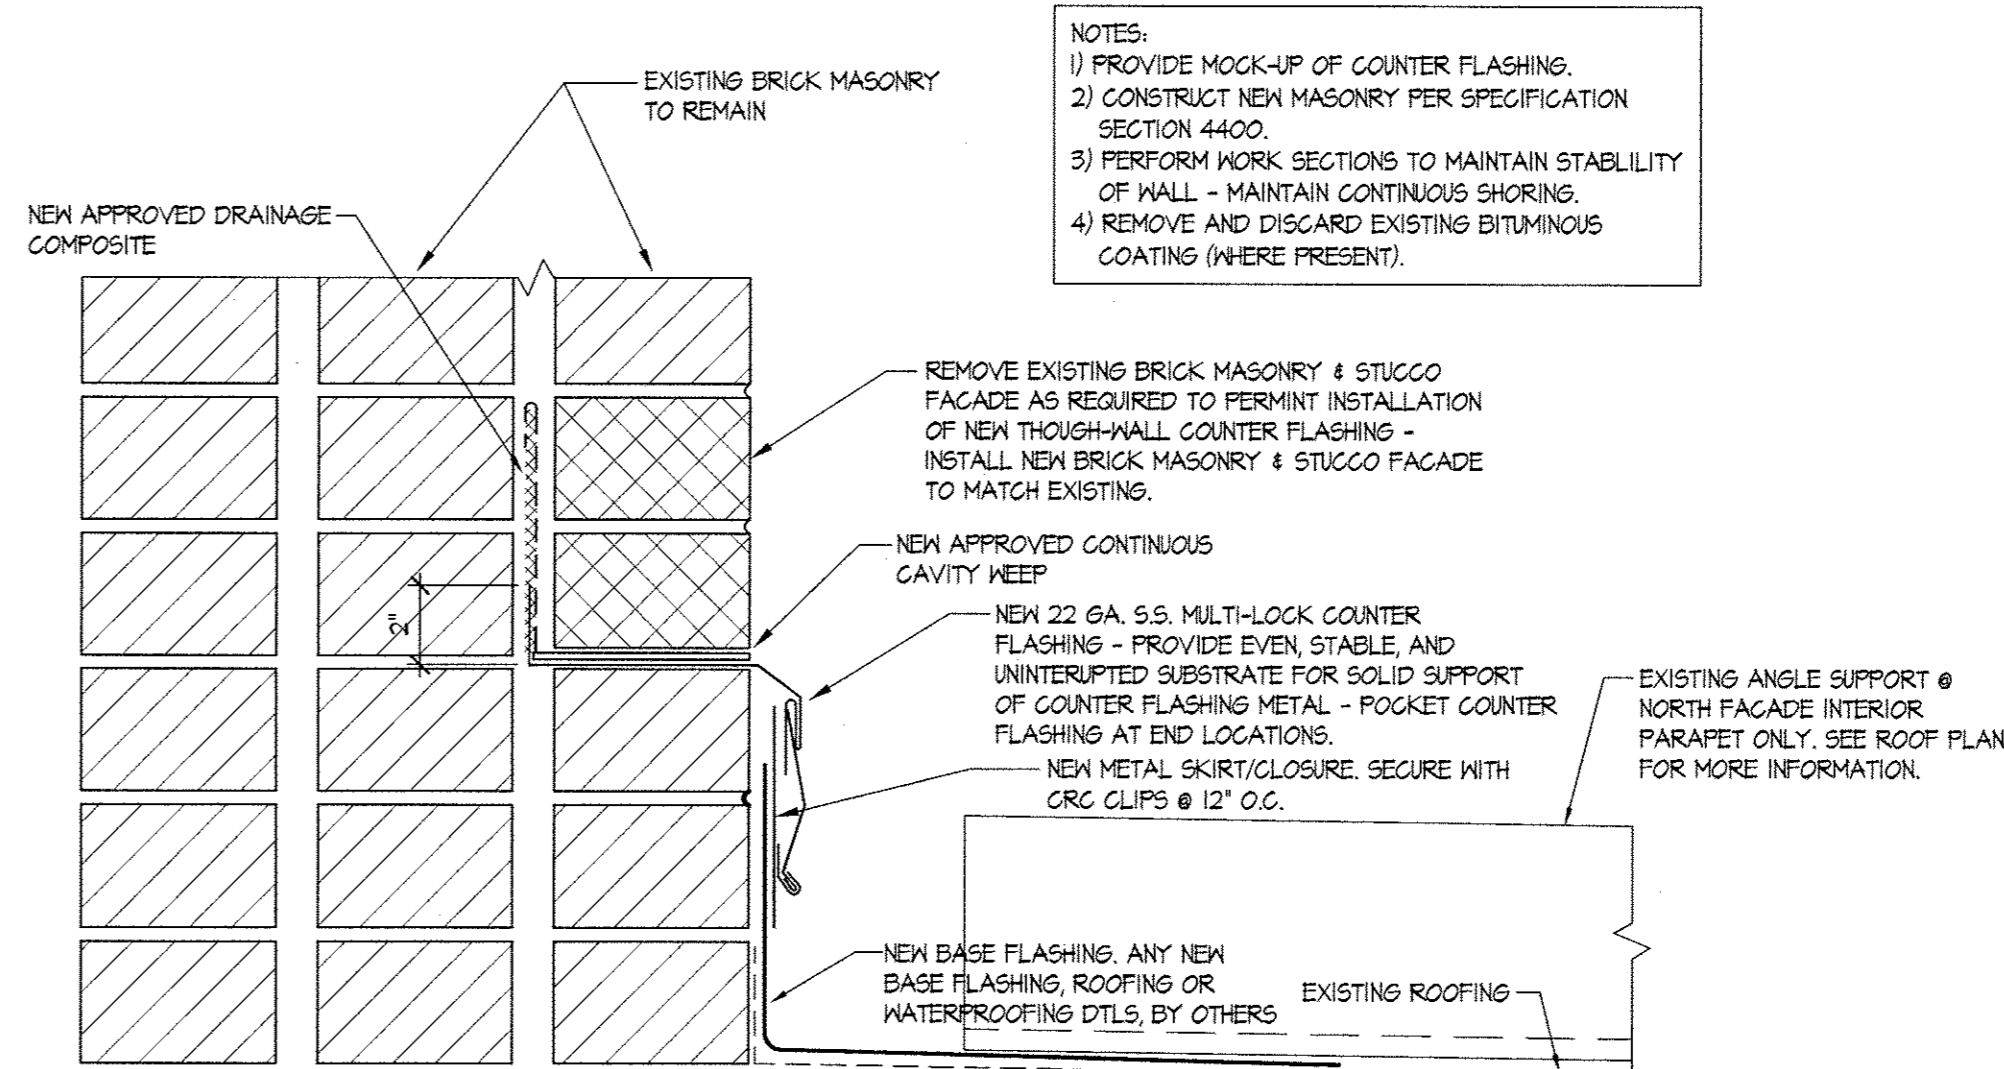 NOTES:
1) PROVIDE MOCK-UP OF COUNTER FLASHING.
2) CONSTRUCT NEW MASONRY PER SPECIFICATION
SECTION 4400.
3) PERFORM WORK SECTIONS TO MAINTAIN STABLILITY
OF WALL - MAINTAIN CONTINUOUS SHORING.
4) REMOVE AND DISCARD EXISTING BITUMINOUS
COATING (WHERE PRESENT).
EXISTING BRICK MASONRY
TO REMAIN
NEW APPROVED DRAINAGE
COMPOSITE
REMOVE EXISTING BRICK MASONRY & STUCCO
FACADE AS REQUIRED TO PERMINT INSTALLATION
OF NEW THOUGH-WALL COUNTER FLASHING -
INSTALL NEW BRICK MASONRY & STUCCO FACADE
TO MATCH EXISTING.
NEW APPROVED CONTINUOUS
CAVITY WEEP
2"
NEW 22 GA. S.S. MULTI-LOCK COUNTER
FLASHING - PROVIDE EVEN, STABLE, AND
UNINTERUPTED SUBSTRATE FOR SOLID SUPPORT
OF COUNTER FLASHING METAL - POCKET COUNTER
FLASHING AT END LOCATIONS.
EXISTING ANGLE SUPPORT @
NORTH FACADE INTERIOR
PARAPET ONLY. SEE ROOF PLAN
FOR MORE INFORMATION.
NEW METAL SKIRT/CLOSURE. SECURE WITH
CRC CLIPS @ 12" O.C.
NEW BASE FLASHING. ANY NEW
BASE FLASHING, ROOFING OR
WATERPROOFING DTLS, BY OTHERS
EXISTING ROOFING